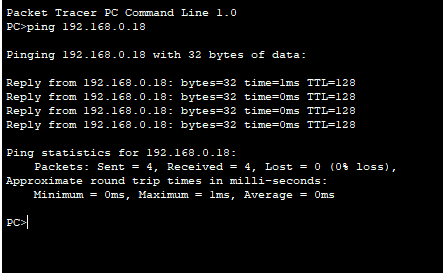 Packet Tracer PC Command Line 1.0
PC>ping 192.168.0.18
Pinging 192.168.0.18 with 32 bytes of data:
Reply from 192.168.0.18: bytes=32 time=1ms TTL=128
Reply from 192.168.0.18: bytes=32 time=0ms TTL=128
Reply from 192.168.0.18: bytes=32 time=0ms TTL=128
Reply from 192.168.0.18: bytes=32 time=0ms TTL=128
Ping statistics for 192.168.0.18:
    Packets: Sent = 4, Received = 4, Lost = 0 (0% loss),
Approximate round trip times in milli-seconds:
    Minimum = 0ms, Maximum = 1ms, Average = 0ms
PC>